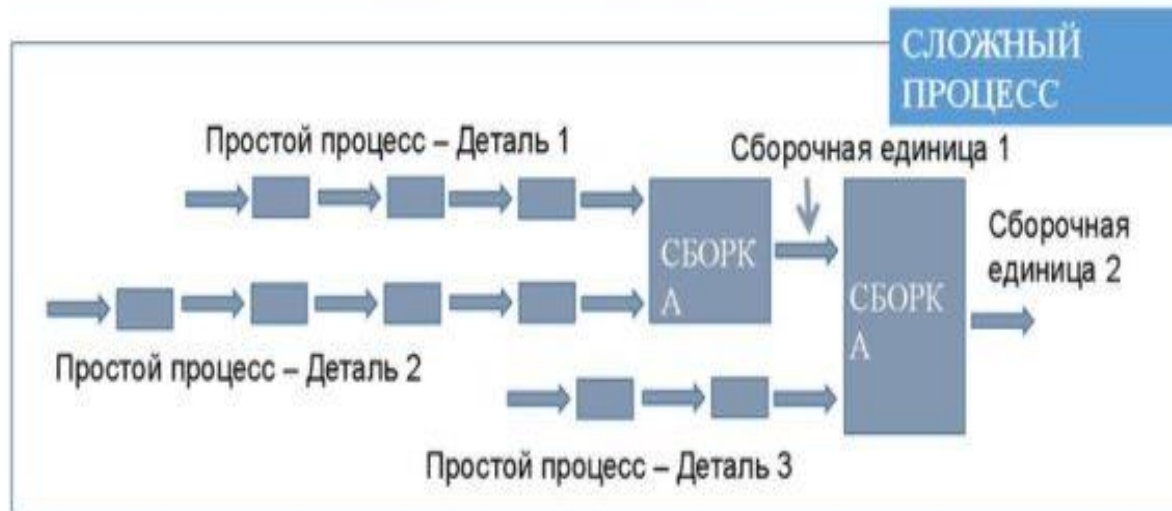 СЛОЖНЫЙ
ПРОЦЕСС
Простой процесс – Деталь 1
Сборочная единица 1
СБОРК
А
Сборочная
единица 2
СБОРК
А
Простой процесс – Деталь 2
Простой процесс – Деталь 3